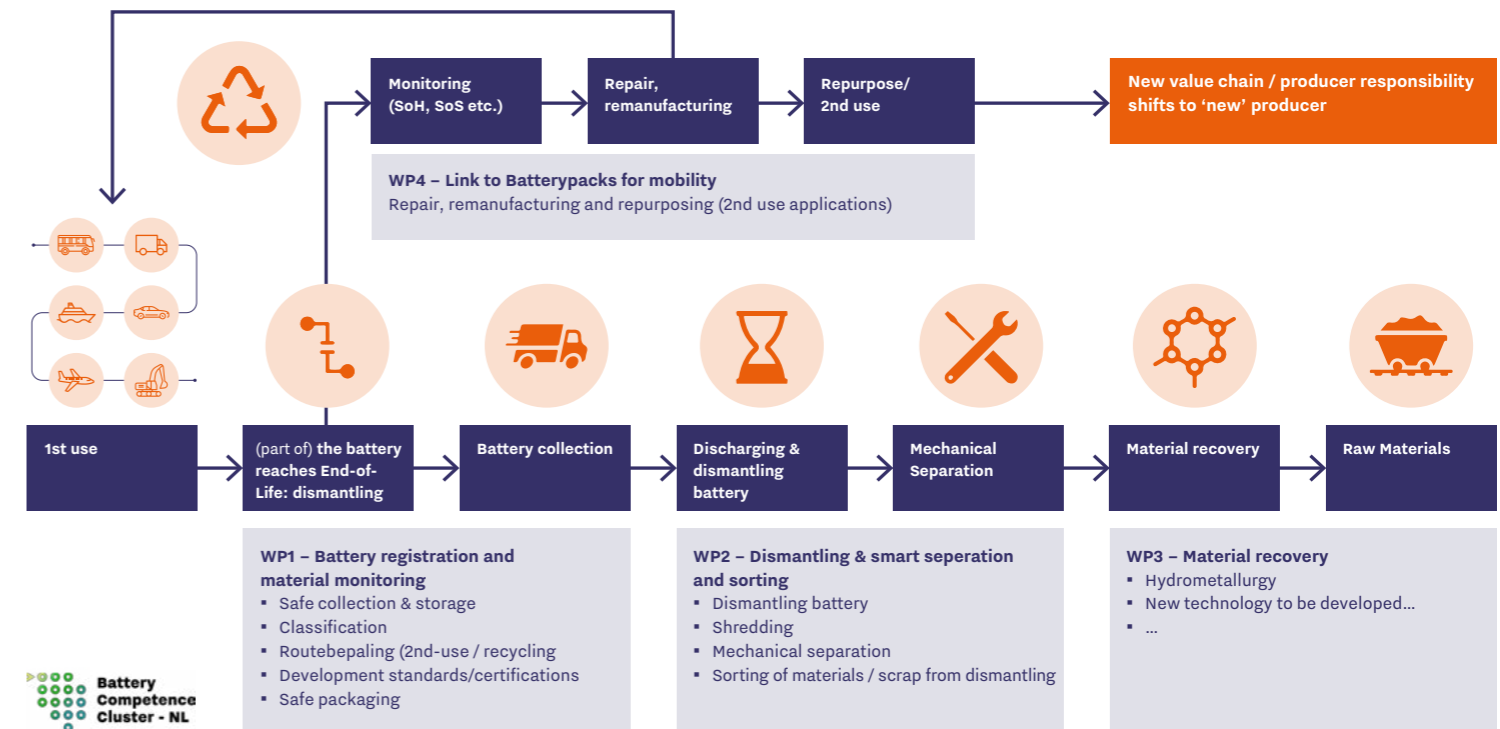 Monitoring
(SoH, SoS etc.)
Repair,
remanufacturing
Repurpose/
2nd use
New value chain / producer responsibility
shifts to ‘new’ producer
WP4 – Link to Batterypacks for mobility
Repair, remanufacturing and repurposing (2nd use applications)
1st use
(part of) the battery
reaches End-of-
Life: dismantling
Battery collection
Discharging &
dismantling
battery
Mechanical
Separation
Material recovery
Raw Materials
WP1 – Battery registration and
material monitoring
▪ Safe collection & storage
▪ Classification
▪ Routebepaling (2nd-use / recycling
▪ Development standards/certifications
▪ Safe packaging
WP2 – Dismantling & smart seperation
and sorting
▪ Dismantling battery
▪ Shredding
▪ Mechanical separation
▪ Sorting of materials / scrap from dismantling
WP3 – Material recovery
▪ Hydrometallurgy
▪ New technology to be developed...
▪ ...
Battery
Competence
Cluster - NL